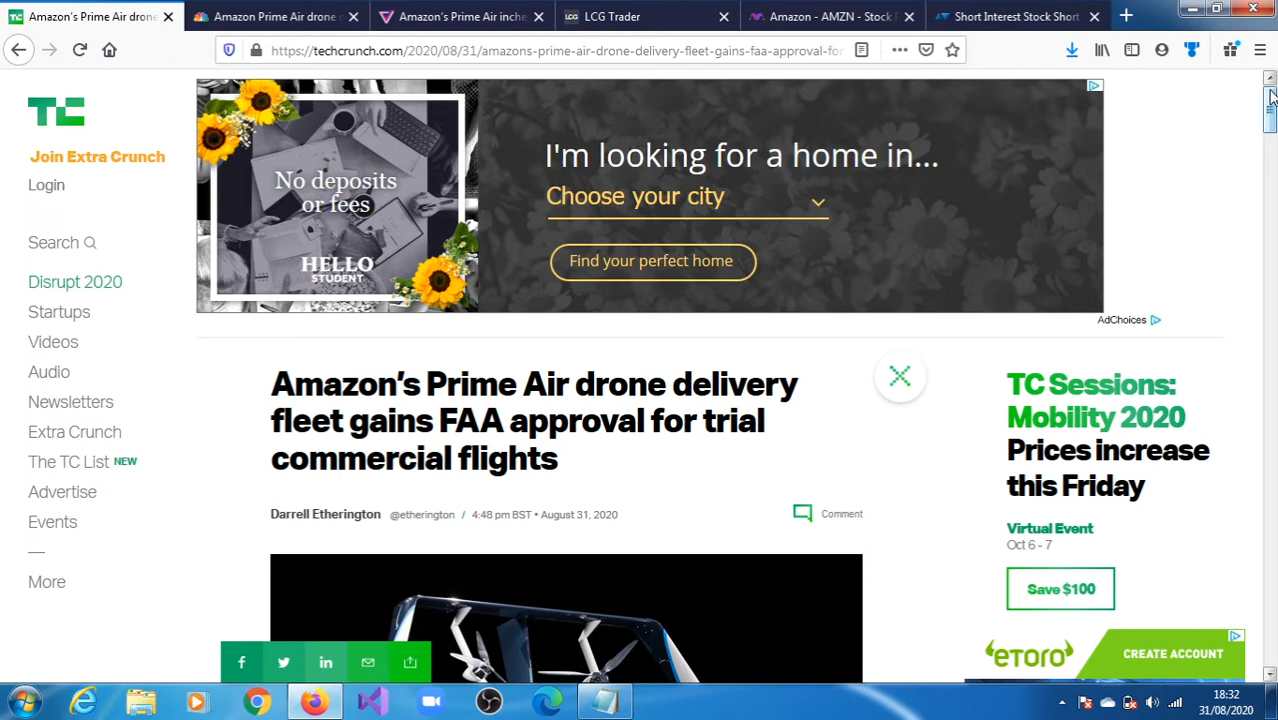 Amazon's Prime Air drone
Amazon Prime Air drone
Amazon's Prime Air inche
LCG Trader
Amazon - AMZN - Stock
Short Interest Stock Short
https://techcrunch.com/2020/08/31/amazons-prime-air-drone-delivery-fleet-gains-faa-approval-for
TC
Join Extra Crunch
Login
Search
Disrupt 2020
Startups
Videos
Audio
Newsletters
Extra Crunch
The TC List NEW
Advertise
Events
More
No deposits
or fees
HELLO
STUDENT
I'm looking for a home in...
Choose your city
Find your perfect home
AdChoices
Amazon's Prime Air drone delivery
fleet gains FAA approval for trial
commercial flights
Darrell Etherington @etherington / 4:48 pm BST • August 31, 2020
Comment
TC Sessions:
Mobility 2020
Prices increase
this Friday
Virtual Event
Oct 6 - 7
Save $100
eTORO
CREATE ACCOUNT
18:32
31/08/2020